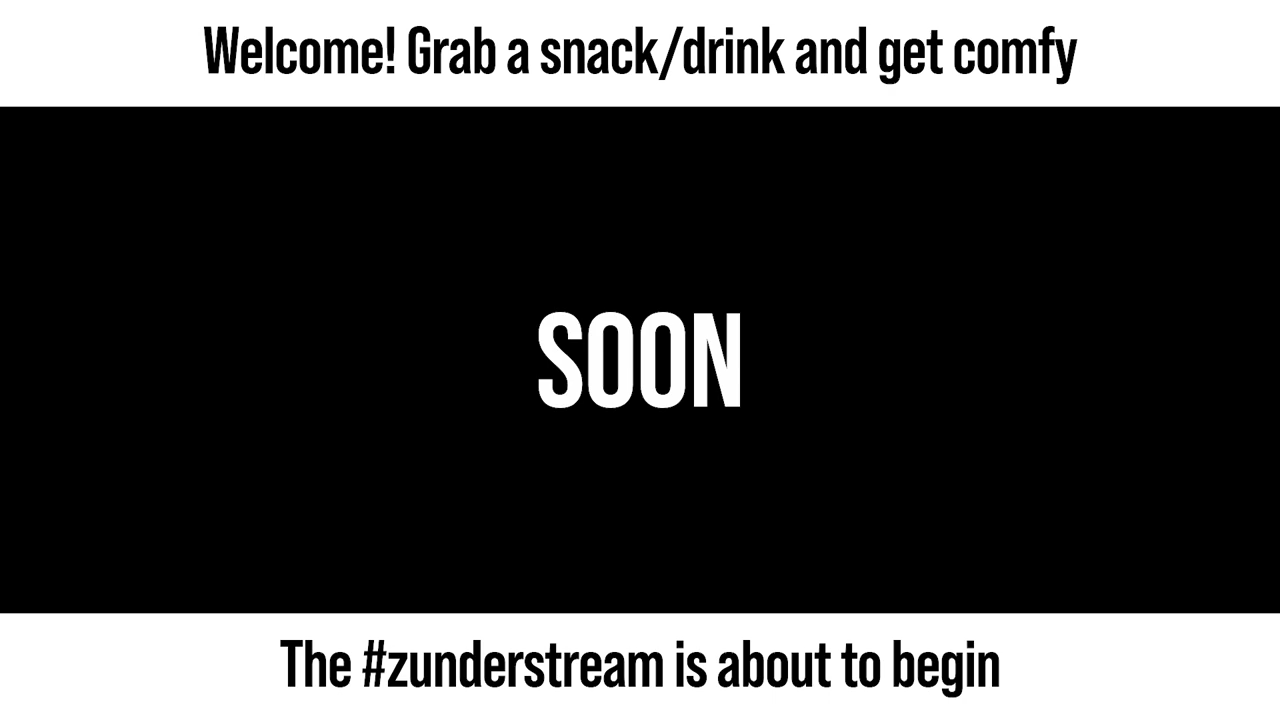 Welcome! Grab a snack/drink and get comfy
SOON
The #zunderstream is about to begin